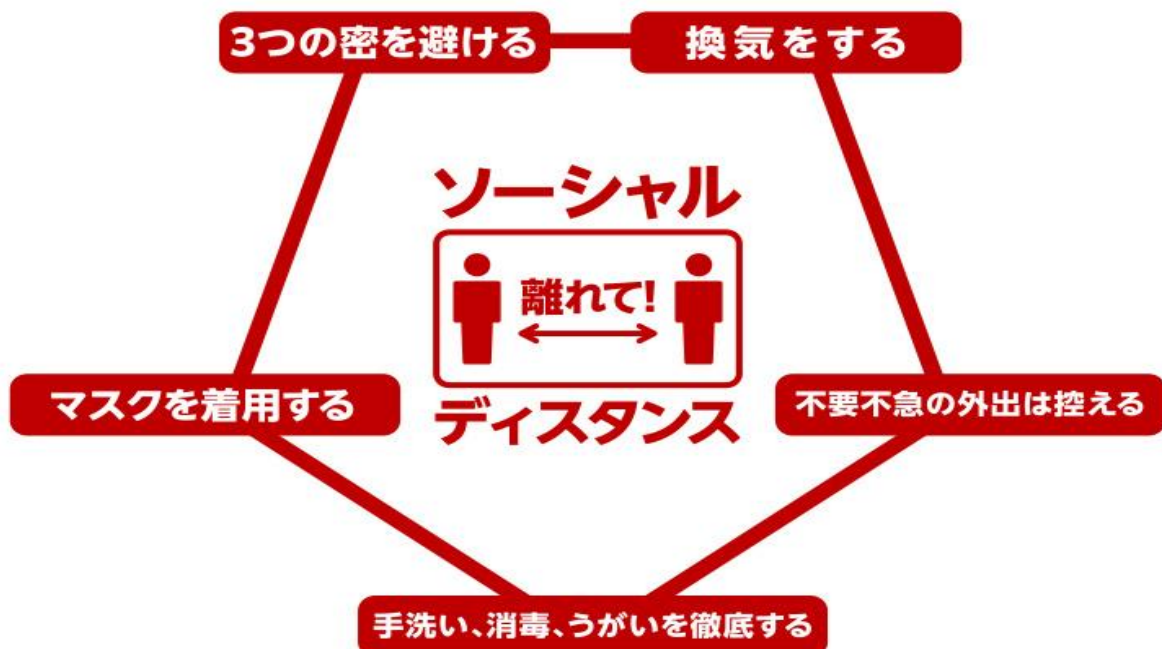 3つの密を避ける
換気をする
ソーシャル
離れて!
ディスタンス
マスクを着用する
不要不急の外出は控える
手洗い、消毒、うがいを徹底する